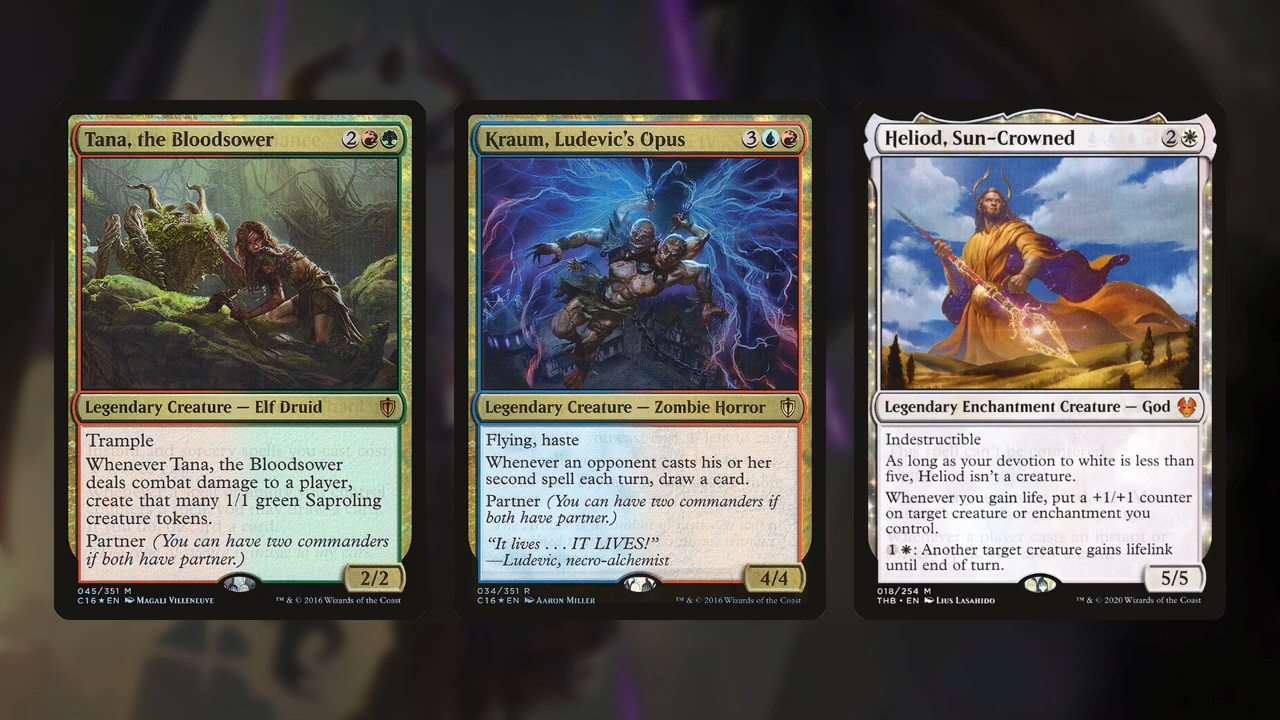 Tana, the Bloodsower 2
Legendary Creature — Elf Druid
Trample
Whenever Tana, the Bloodsower
deals combat damage to a player,
create that many 1/1 green Saproling
creature tokens.
Partner (You can have two commanders
if both have partner.)
2/2
045/351 M
C16 ★ EN Magali Villeneuve
™ & © 2016 Wizards of the Coast
Kraum, Ludevic's Opus 3
Legendary Creature — Zombie Horror
Flying, haste
Whenever an opponent casts his or her
second spell each turn, draw a card.
Partner (You can have two commanders if
both have partner.)
“It lives . . . IT LIVES!”
—Ludevic, necro-alchemist
4/4
034/351 R
C16 ★ EN Aaron Miller
™ & © 2016 Wizards of the Coast
Heliod, Sun-Crowned 2
Legendary Enchantment Creature — God
Indestructible
As long as your devotion to white is less than
five, Heliod isn't a creature.
Whenever you gain life, put a +1/+1 counter
on target creature or enchantment you
control.
1 : Another target creature gains lifelink
until end of turn.
5/5
018/254 M
THB • EN Lius Lasahido
™ & © 2020 Wizards of the Coast